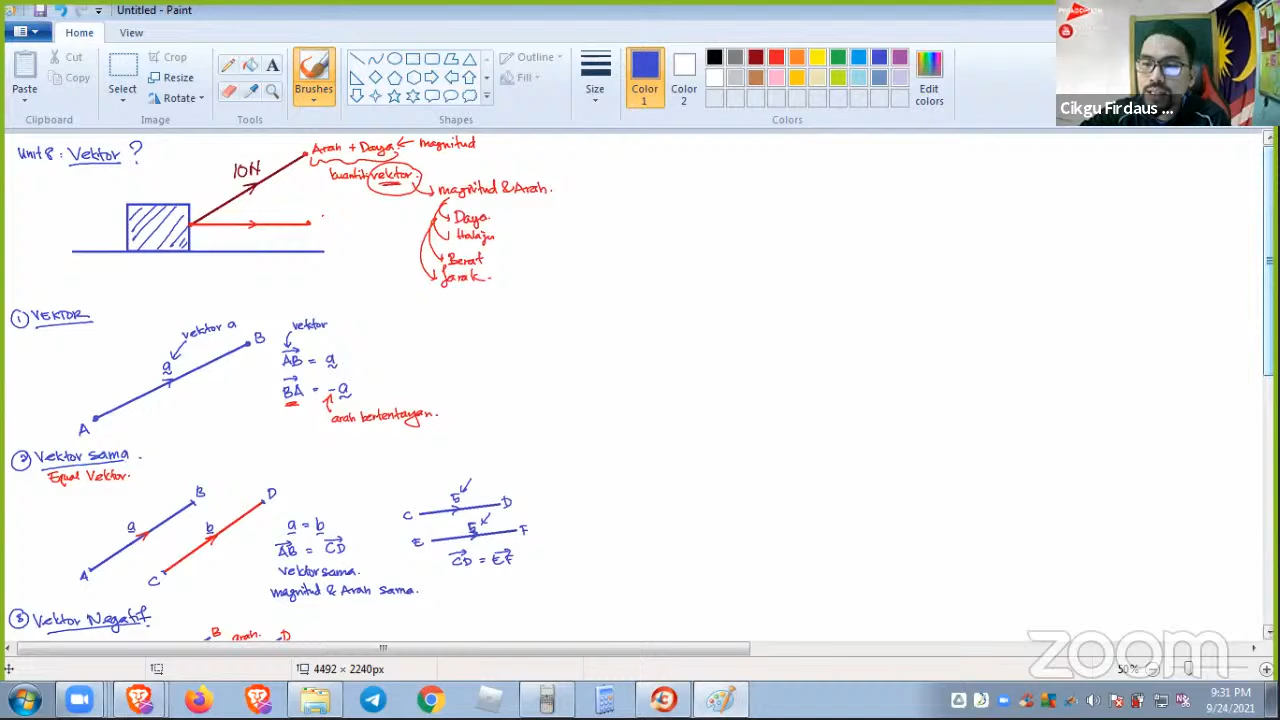 Untitled - Paint
Home
View
Cut
Copy
Paste
Clipboard
Crop
Resize
Rotate
Select
Image
A
Tools
Brushes
Outline
Fill
Shapes
Size
Color 1
Color 2
Edit colors
Colors
Cikgu Firdaus ...
Unit 8 : Vektor ?
10N
Arah + Daya ← magnitud
kuantiti vektor.
magnitud & Arah.
Daya.
Halaju
Berat
Jarak.
① VEKTOR
vektor a
a
A
B
vektor
AB = a
BA = -a
arah bertentangan.
② Vektor sama.
Equal Vektor.
a
A
B
b
C
D
a = b
AB = CD
vektor sama.
magnitud & Arah sama.
5
C
D
5
E
F
CD = EF
③ Vektor Negatif.
B
arah.
D
zoom
4492 × 2240px
50%
9:31 PM
9/24/2021